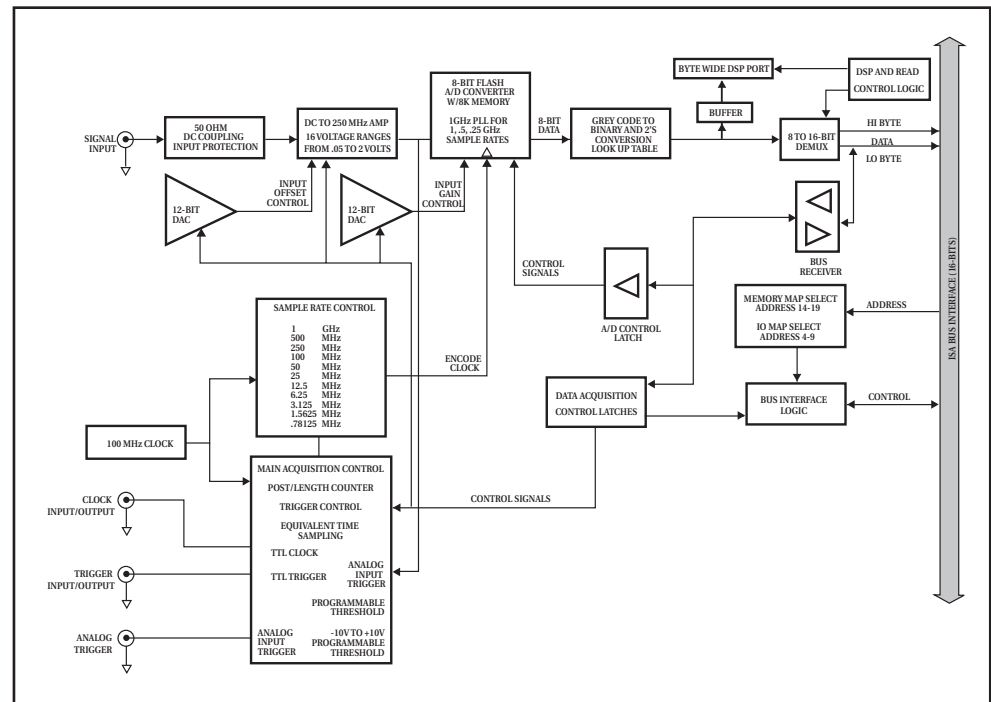 8-BIT FLASH
A/D CONVERTER
W/8K MEMORY
1GHz PLL FOR
1, .5, .25 GHz
SAMPLE RATES
BYTE WIDE DSP PORT
DSP AND READ
CONTROL LOGIC
BUFFER
SIGNAL
INPUT
50 OHM
DC COUPLING
INPUT PROTECTION
DC TO 250 MHz AMP
16 VOLTAGE RANGES
FROM .05 TO 2 VOLTS
8-BIT
DATA
GREY CODE TO
BINARY AND 2'S
CONVERSION
LOOK UP TABLE
8 TO 16-BIT
DEMUX
HI BYTE
DATA
LO BYTE
12-BIT
DAC
INPUT
OFFSET
CONTROL
12-BIT
DAC
INPUT
GAIN
CONTROL
BUS
RECEIVER
CONTROL
SIGNALS
A/D CONTROL
LATCH
MEMORY MAP SELECT
ADDRESS 14-19
IO MAP SELECT
ADDRESS 4-9
ADDRESS
ISA BUS INTERFACE (16-BITS)
SAMPLE RATE CONTROL
1 GHz
500 MHz
250 MHz
100 MHz
50 MHz
25 MHz
12.5 MHz
6.25 MHz
3.125 MHz
1.5625 MHz
.78125 MHz
ENCODE
CLOCK
DATA ACQUISITION
CONTROL LATCHES
BUS INTERFACE
LOGIC
CONTROL
100 MHz CLOCK
MAIN ACQUISITION CONTROL
POST/LENGTH COUNTER
TRIGGER CONTROL
EQUIVALENT TIME
SAMPLING
TTL CLOCK
TTL TRIGGER
ANALOG
INPUT
TRIGGER
PROGRAMMABLE
THRESHOLD
ANALOG
INPUT
TRIGGER
-10V TO +10V
PROGRAMMABLE
THRESHOLD
CONTROL SIGNALS
CLOCK
INPUT/OUTPUT
TRIGGER
INPUT/OUTPUT
ANALOG
TRIGGER